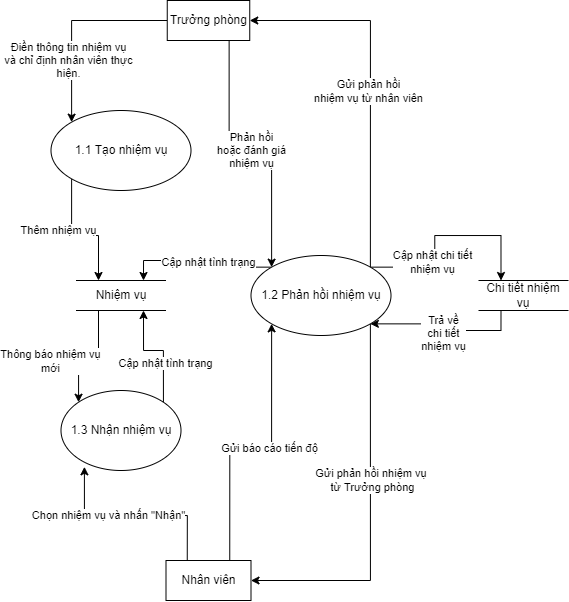 Trưởng phòng
Điền thông tin nhiệm vụ
và chỉ định nhân viên thực
hiện.
Gửi phản hồi
nhiệm vụ từ nhân viên
1.1 Tạo nhiệm vụ
Phản hồi
hoặc đánh giá
nhiệm vụ
Thêm nhiệm vụ
Cập nhật tình trạng
Cập nhật chi tiết
nhiệm vụ
Nhiệm vụ
1.2 Phản hồi nhiệm vụ
Chi tiết nhiệm
vụ
Trả về
chi tiết
nhiệm vụ
Thông báo nhiệm vụ
mới
Cập nhật tình trạng
1.3 Nhận nhiệm vụ
Gửi báo cáo tiến độ
Gửi phản hồi nhiệm vụ
từ Trưởng phòng
Chọn nhiệm vụ và nhấn "Nhận"
Nhân viên